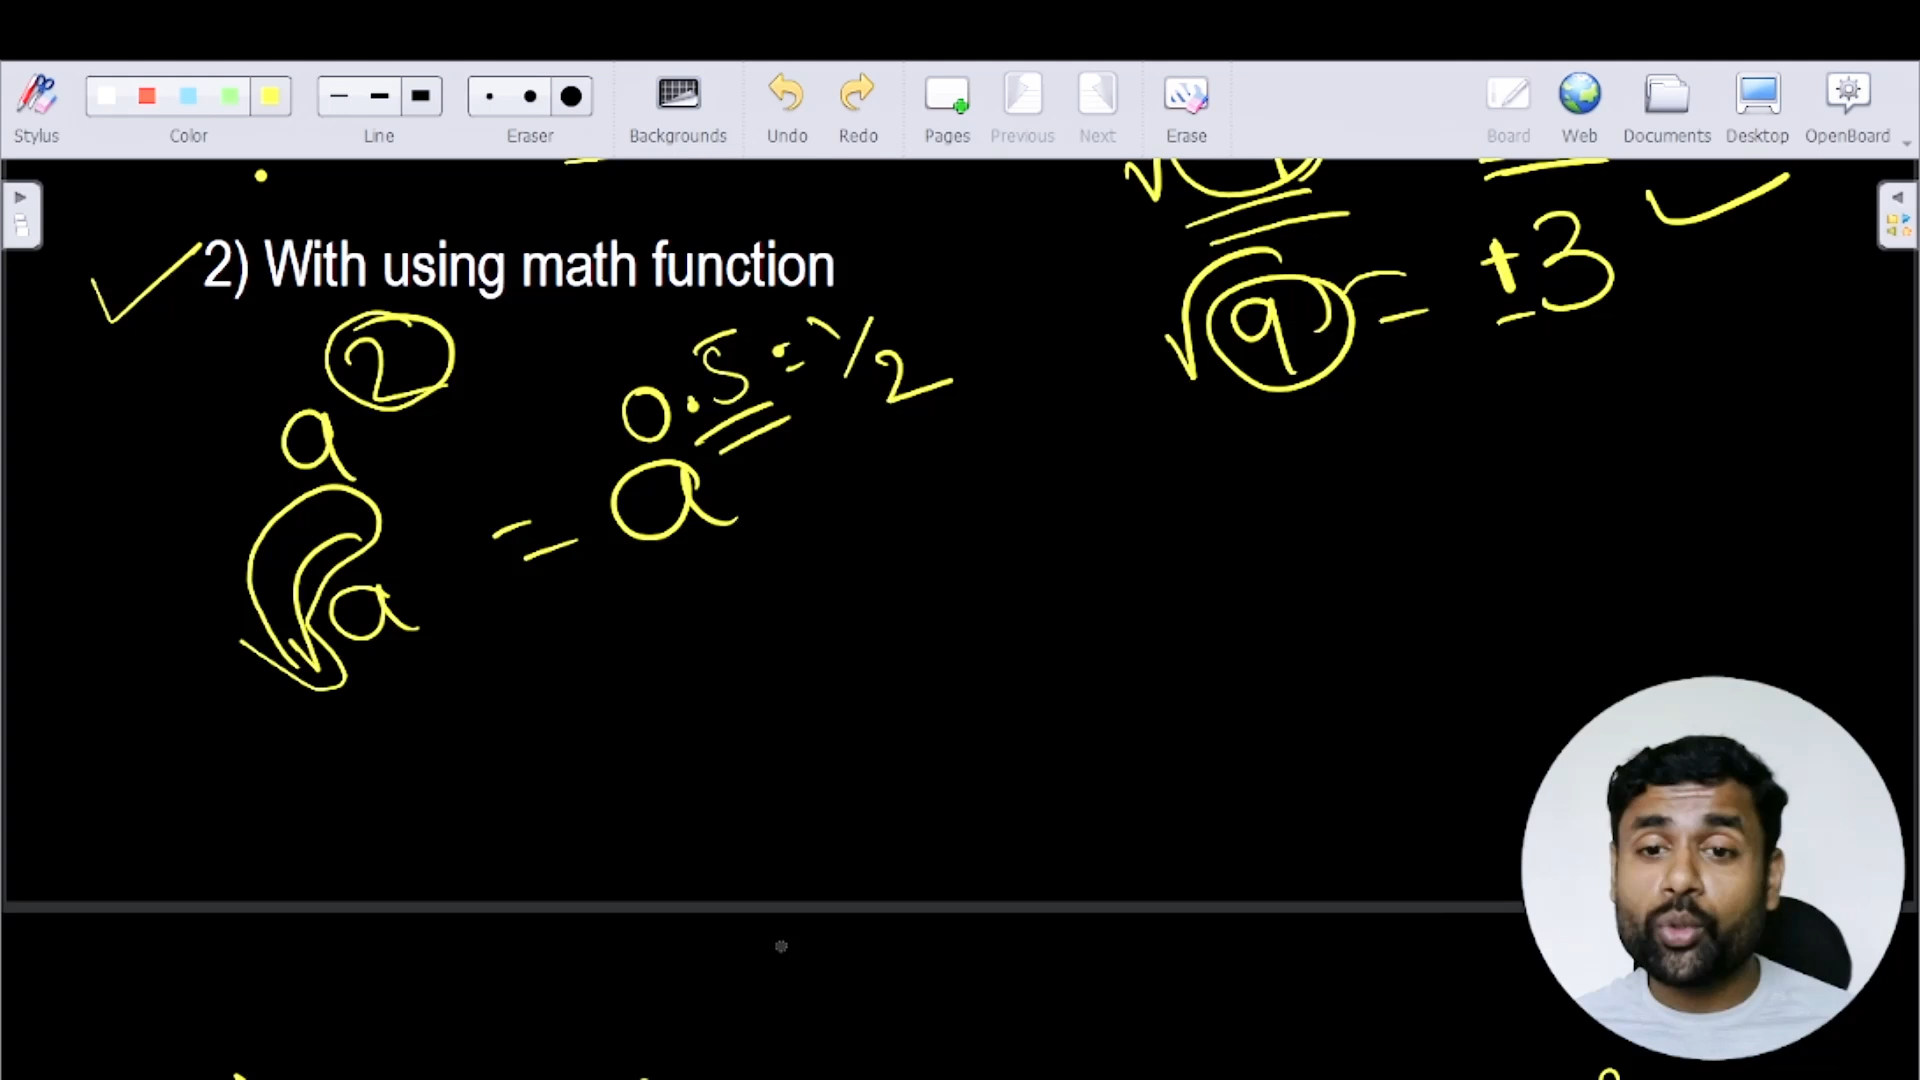 Stylus Color Line Eraser Backgrounds Undo Redo Pages Previous Next Erase Board Web Documents Desktop OpenBoard
2) With using math function
√9 = ±3
a²
0.5 = 1/2
√a = a